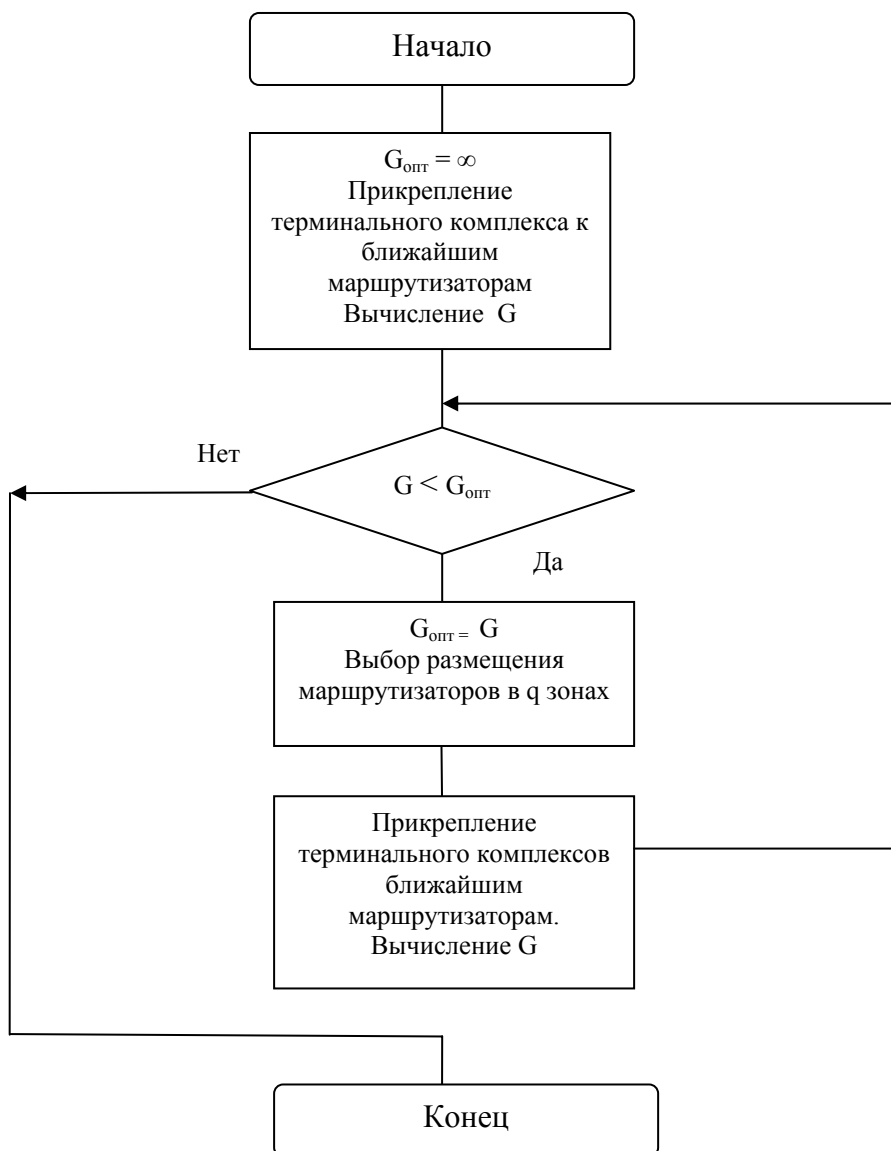 Начало
Gопт = ∞
Прикрепление
терминального комплекса к
ближайшим
маршрутизаторам
Вычисление G
Нет
G < Gопт
Да
Gопт = G
Выбор размещения
маршрутизаторов в q зонах
Прикрепление
терминального комплексов
ближайшим
маршрутизаторам.
Вычисление G
Конец